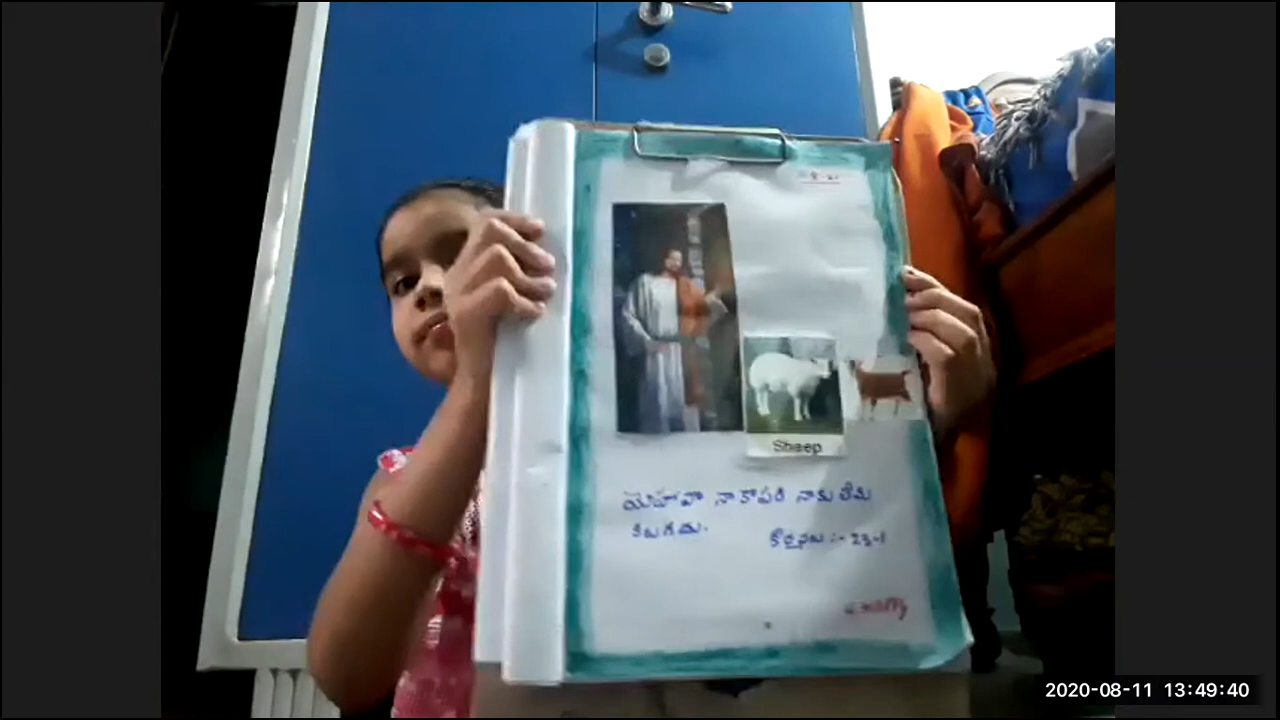 Sheep
యెహోవా నా కాపరి నాకు లేమి
కలుగదు.
కీర్తనలు :- 23-1
2020-08-11 13:49:40